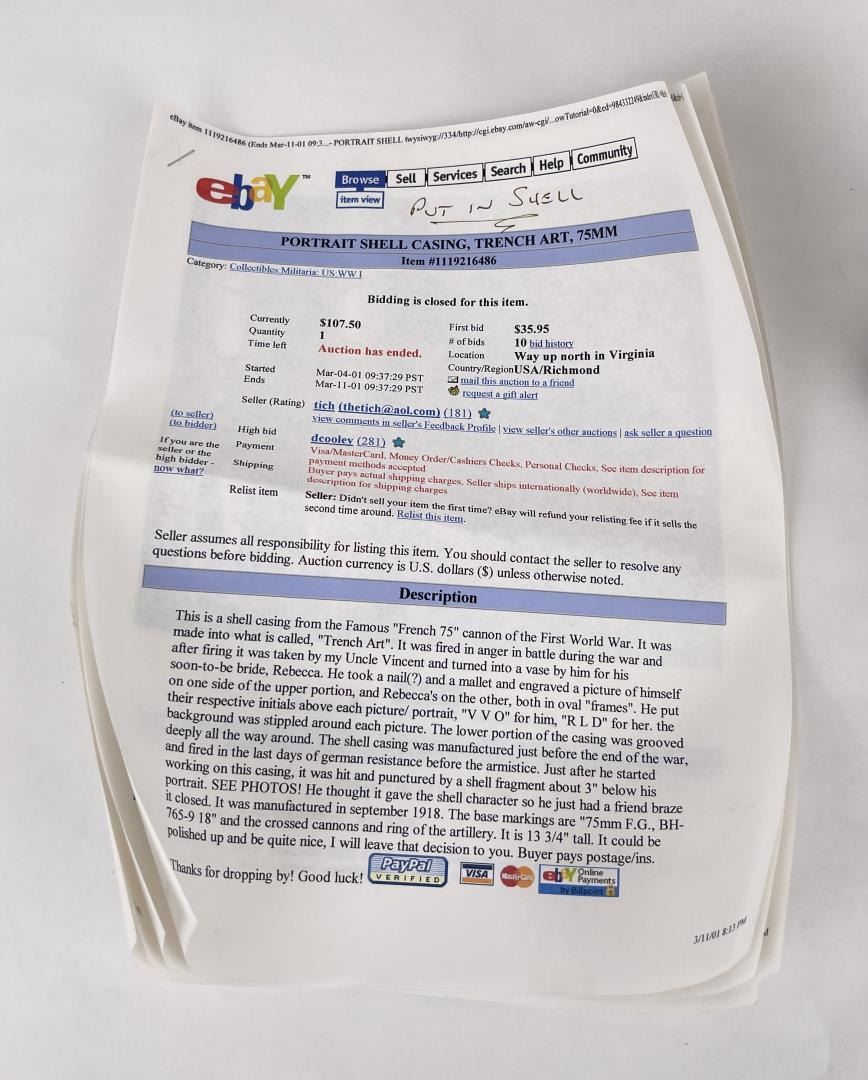 eBay item 1119216486 (Ends Mar-11-01 09:3...- PORTRAIT SHELL (wysiwyg://334/http://cgi.ebay.com/aw-cgi/...owTutorial=0&ed=984332249&
ebaY™
Browse Sell Services Search Help Community
item view
PUT IN SHELL
PORTRAIT SHELL CASING, TRENCH ART, 75MM
Item #1119216486
Category: Collectibles:Militaria: US:WW I
Bidding is closed for this item.
Currently $107.50 First bid $35.95
Quantity 1 # of bids 10 bid history
Time left Auction has ended. Location Way up north in Virginia
Country/Region USA/Richmond
Started Mar-04-01 09:37:29 PST mail this auction to a friend
Ends Mar-11-01 09:37:29 PST request a gift alert
Seller (Rating) tich (thetich@aol.com) (181)
view comments in seller's Feedback Profile | view seller's other auctions | ask seller a question
(to seller)
(to bidder)
High bid dcooley (281)
If you are the
seller or the
high bidder -
now what?
Payment Visa/MasterCard, Money Order/Cashiers Checks, Personal Checks, See item description for
payment methods accepted
Shipping Buyer pays actual shipping charges, Seller ships internationally (worldwide), See item
description for shipping charges
Relist item Seller: Didn't sell your item the first time? eBay will refund your relisting fee if it sells the
second time around. Relist this item.
Seller assumes all responsibility for listing this item. You should contact the seller to resolve any
questions before bidding. Auction currency is U.S. dollars ($) unless otherwise noted.
Description
This is a shell casing from the Famous "French 75" cannon of the First World War. It was
made into what is called, "Trench Art". It was fired in anger in battle during the war and
after firing it was taken by my Uncle Vincent and turned into a vase by him for his
soon-to-be bride, Rebecca. He took a nail(?) and a mallet and engraved a picture of himself
on one side of the upper portion, and Rebecca's on the other, both in oval "frames". He put
their respective initials above each picture/ portrait, "V V O" for him, "R L D" for her. the
background was stippled around each picture. The lower portion of the casing was grooved
deeply all the way around. The shell casing was manufactured just before the end of the war,
and fired in the last days of german resistance before the armistice. Just after he started
working on this casing, it was hit and punctured by a shell fragment about 3" below his
portrait. SEE PHOTOS! He thought it gave the shell character so he just had a friend braze
it closed. It was manufactured in september 1918. The base markings are "75mm F.G., BH-
765-9 18" and the crossed cannons and ring of the artillery. It is 13 3/4" tall. It could be
polished up and be quite nice, I will leave that decision to you. Buyer pays postage/ins.
Thanks for dropping by! Good luck! PayPal VERIFIED VISA MasterCard ebaY Online Payments by Billpoint
3/11/01 8:13 PM